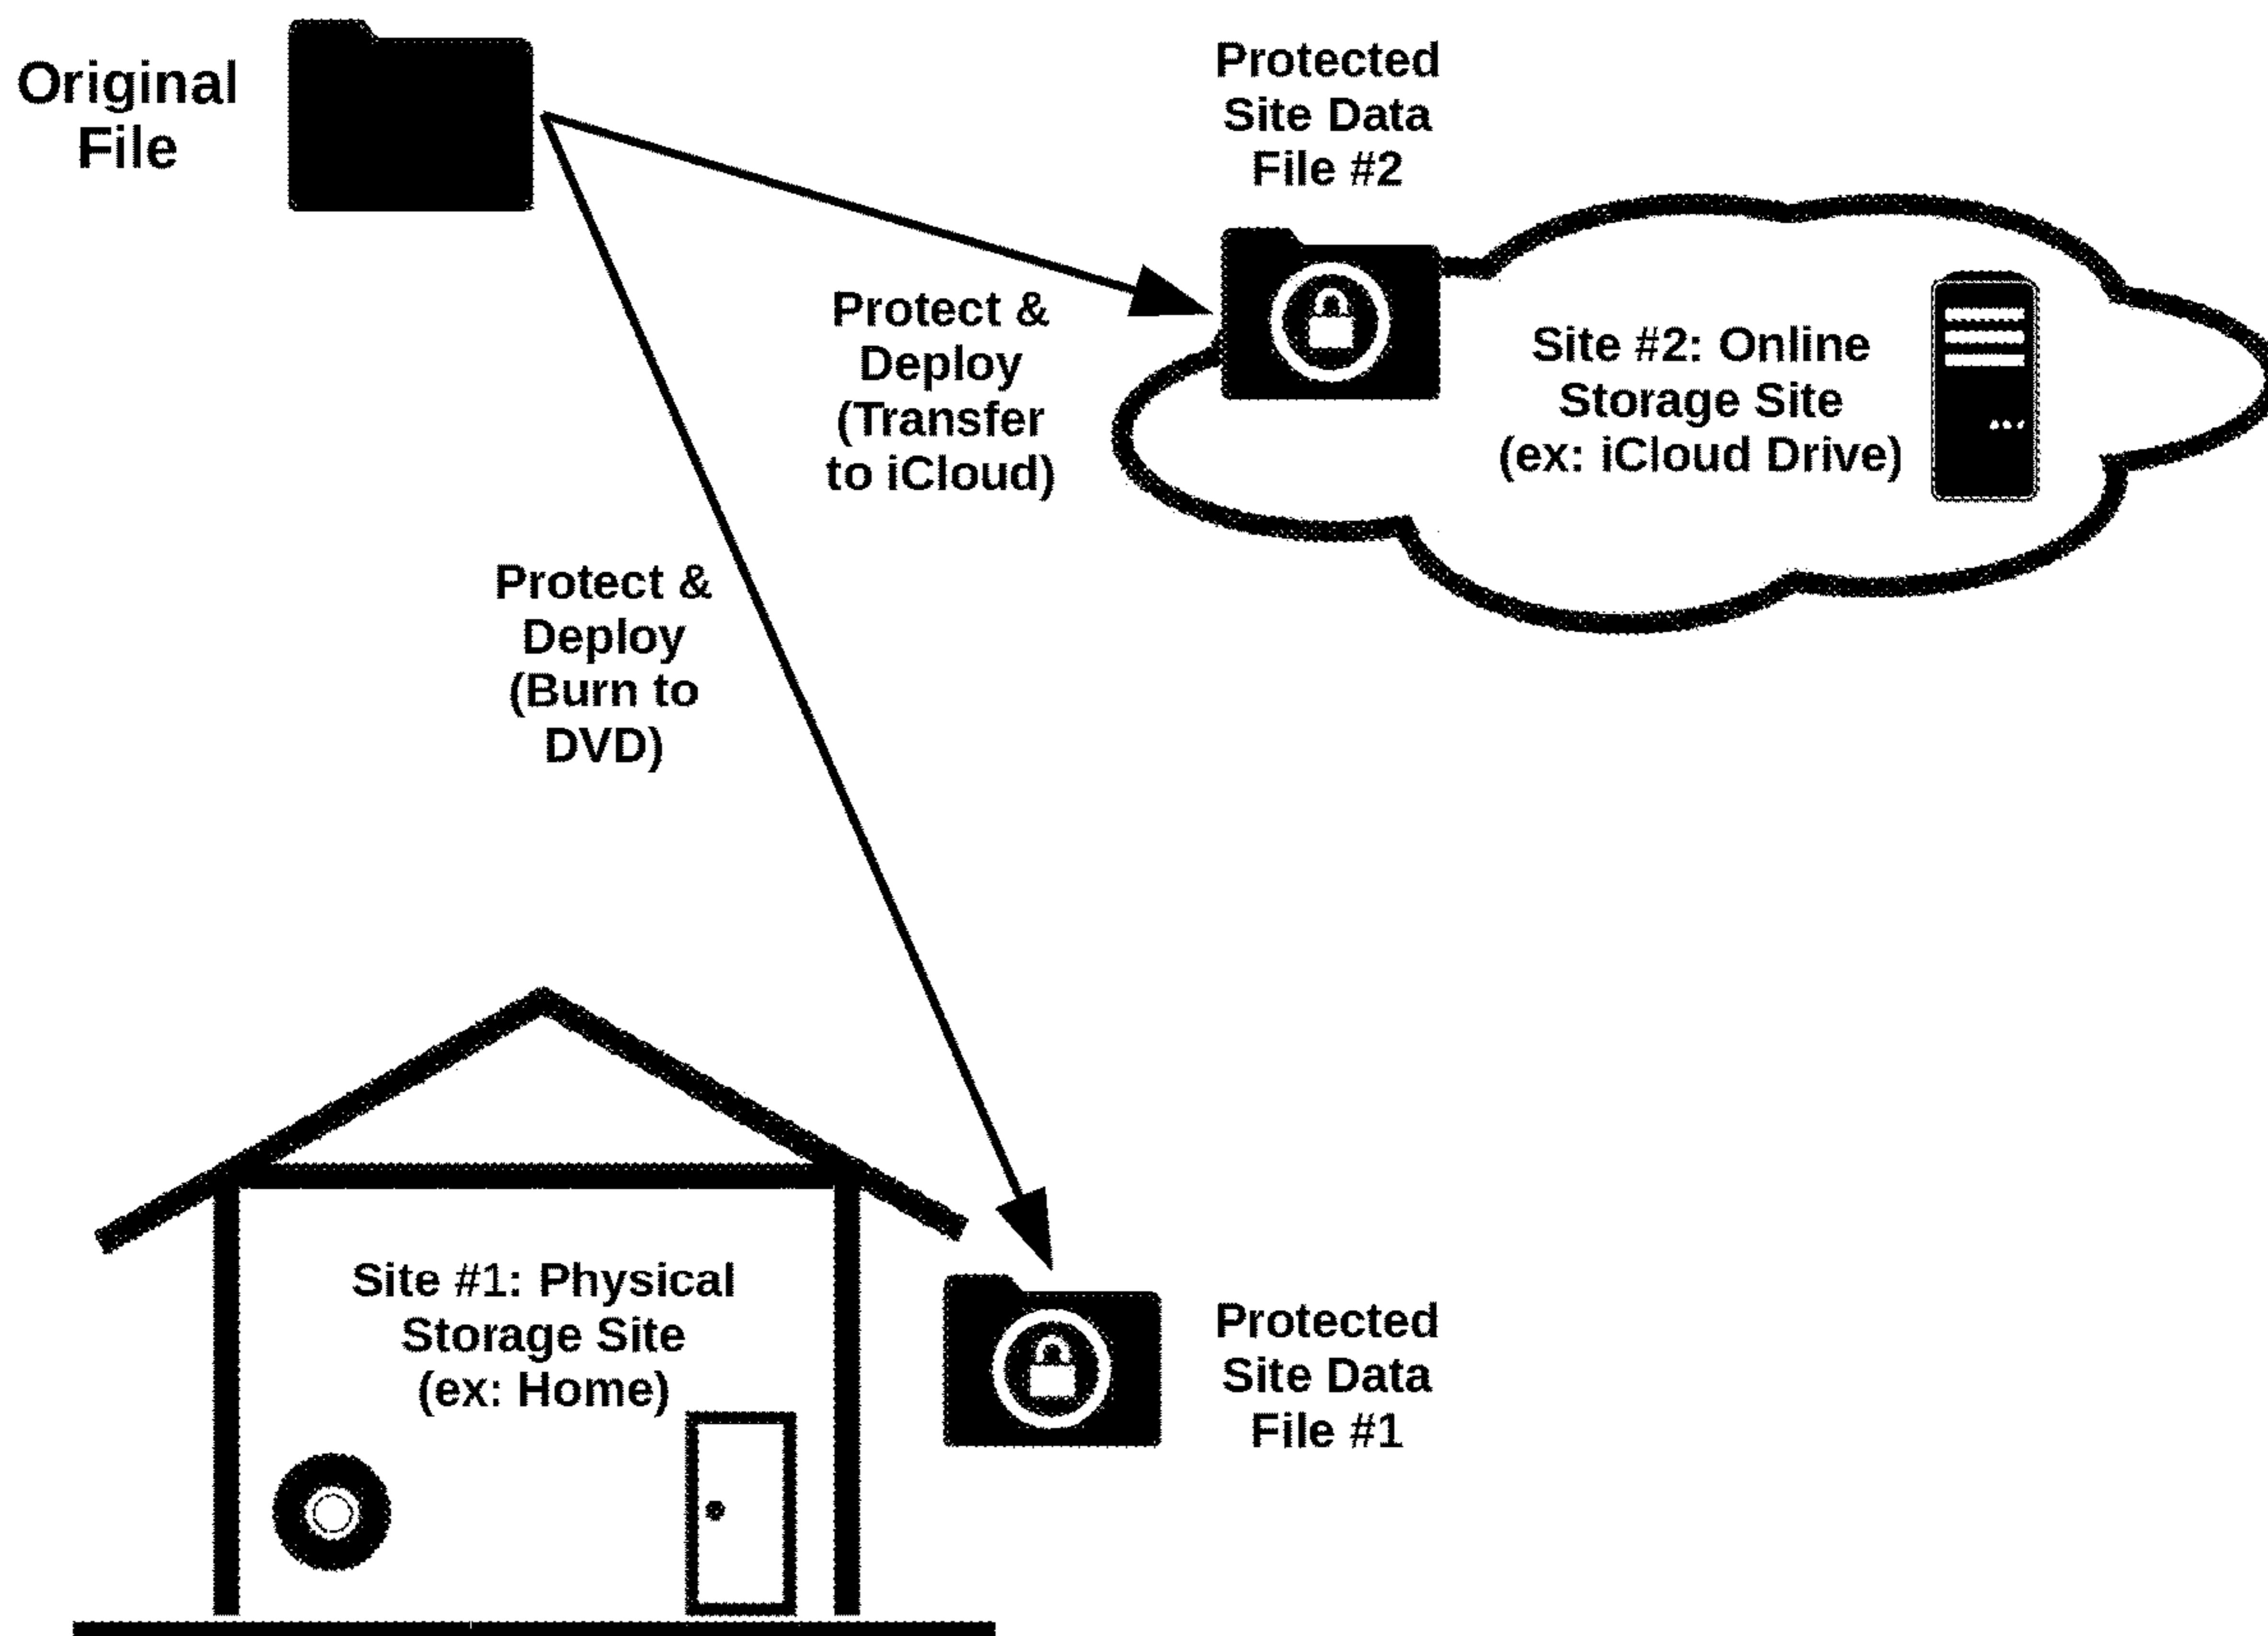 Original
File
Protected
Site Data
File #2
Protect &
Deploy
(Transfer
to iCloud)
Site #2: Online
Storage Site
(ex: iCloud Drive)
Protect &
Deploy
(Burn to
DVD)
Site #1: Physical
Storage Site
(ex: Home)
Protected
Site Data
File #1